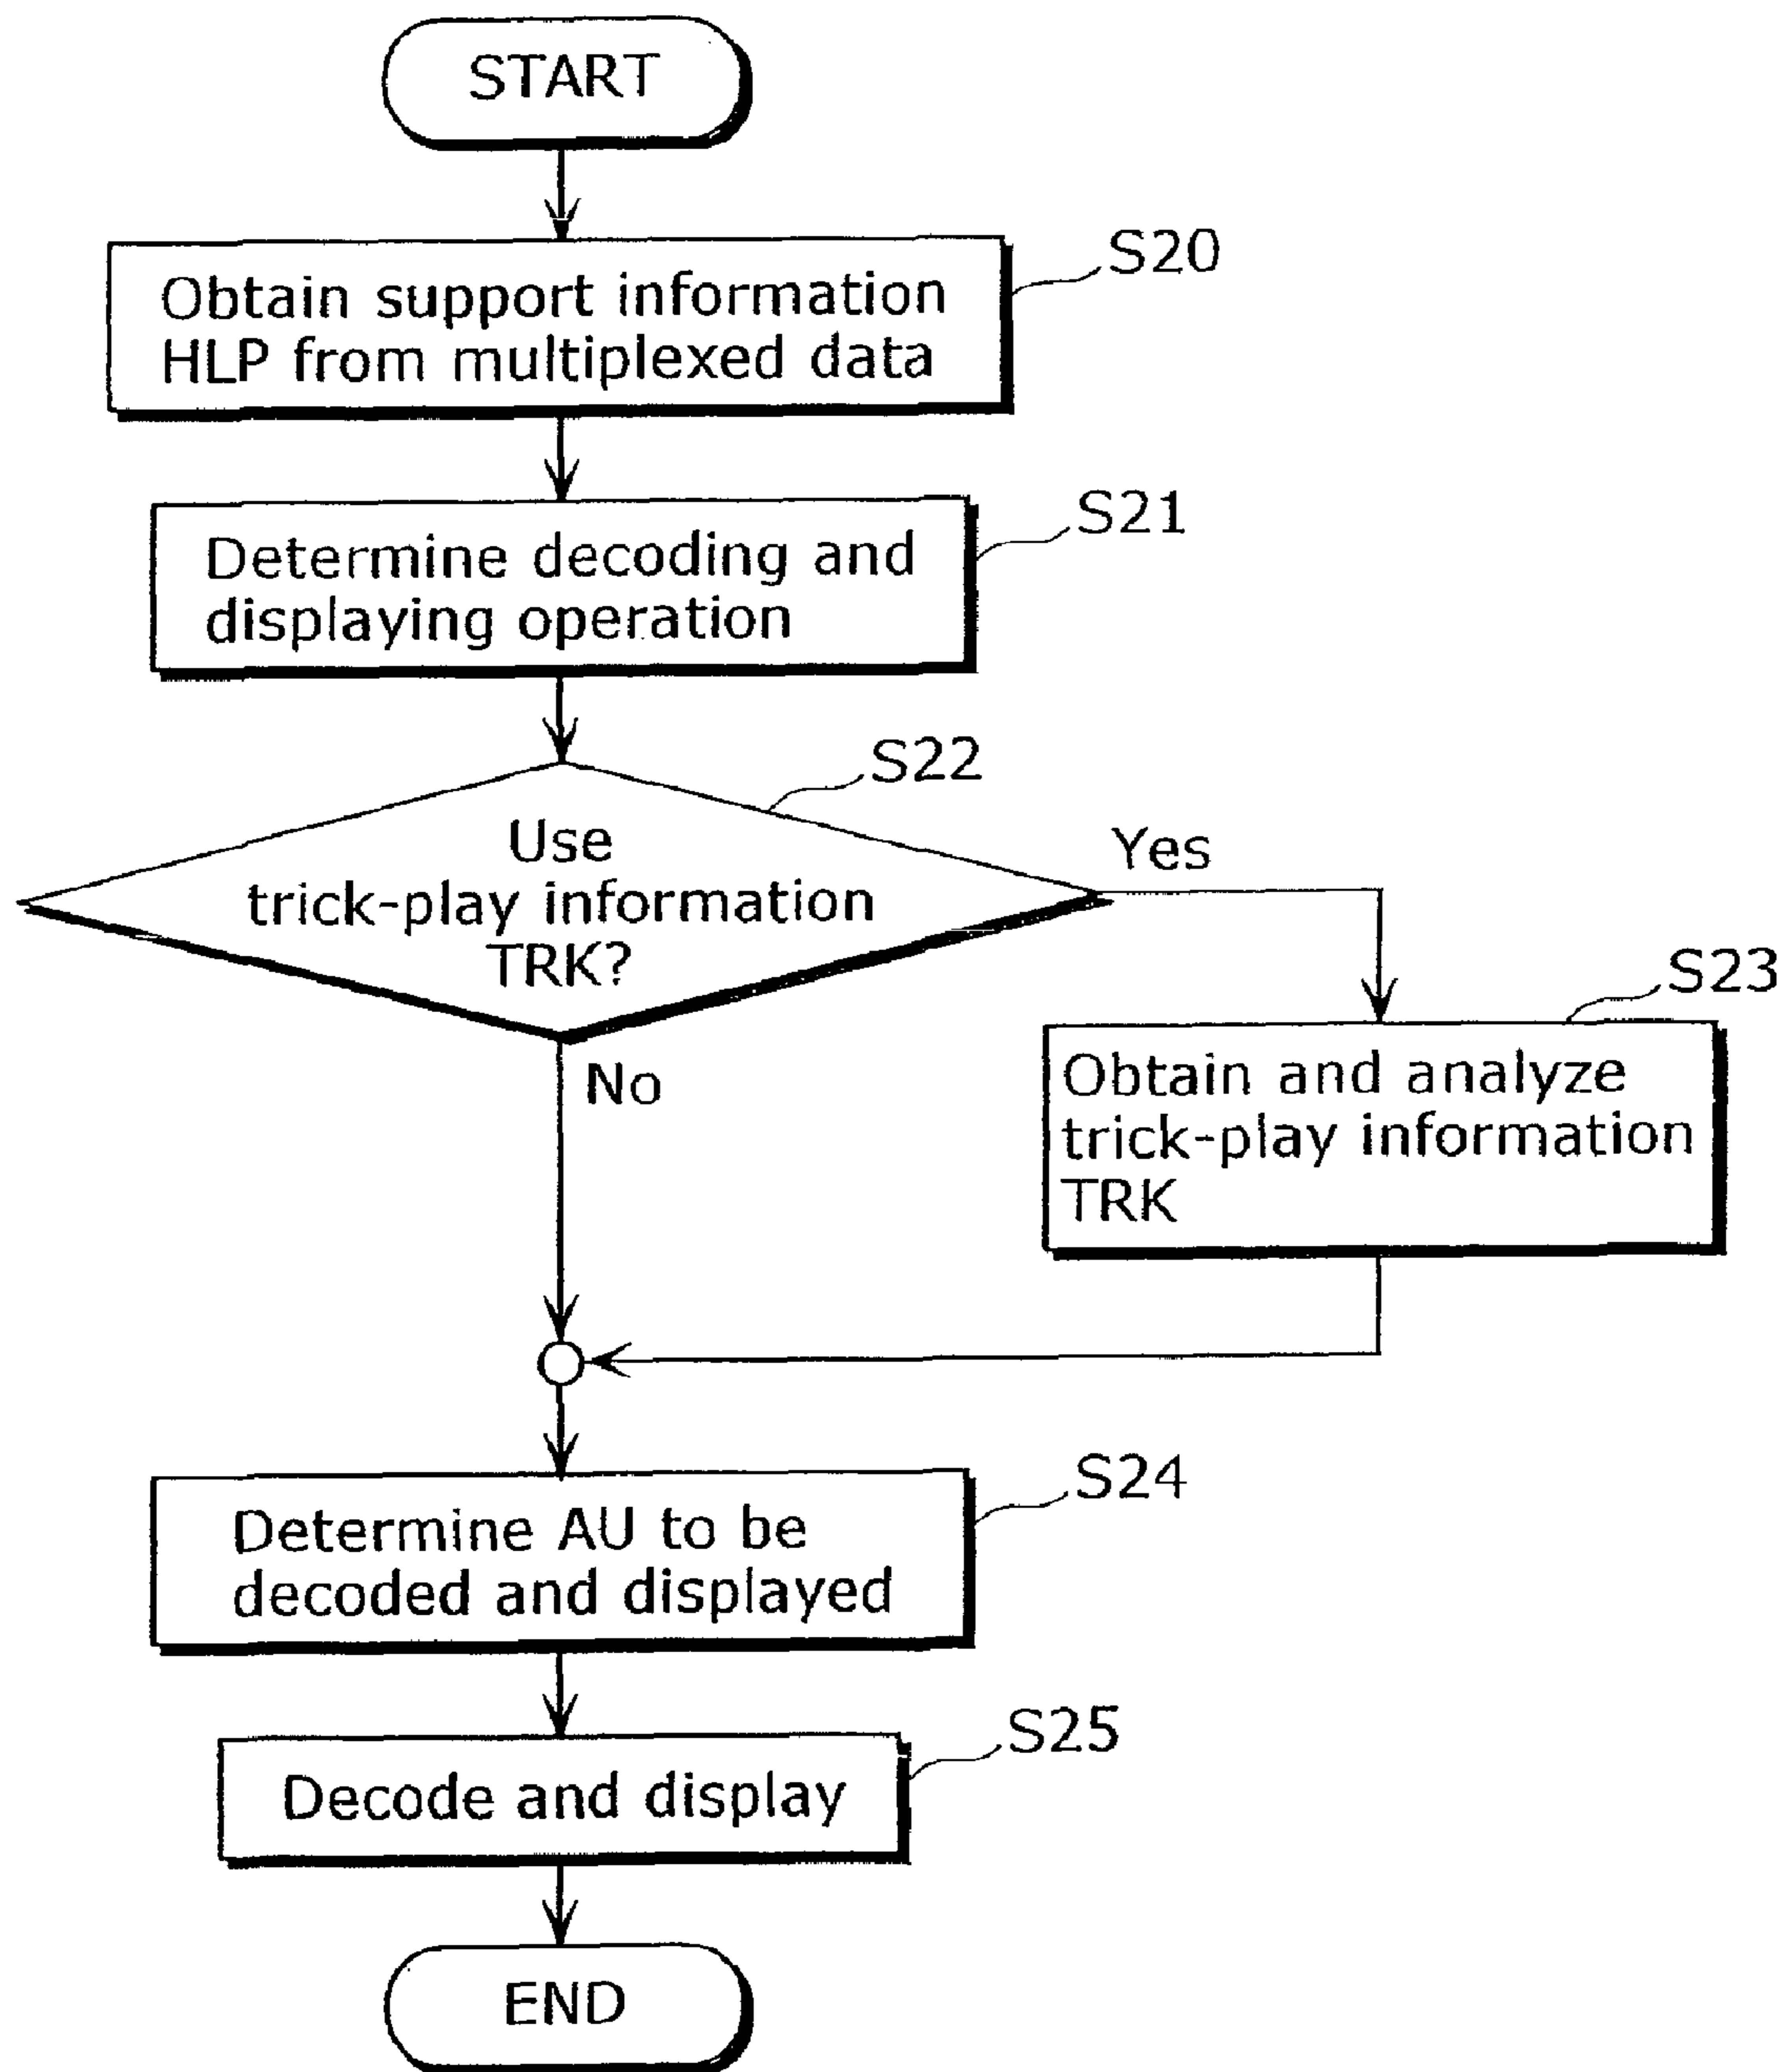 START
S20
Obtain support information
HLP from multiplexed data
S21
Determine decoding and
displaying operation
S22
Use
trick-play information
TRK?
Yes
No
S23
Obtain and analyze
trick-play information
TRK
S24
Determine AU to be
decoded and displayed
S25
Decode and display
END